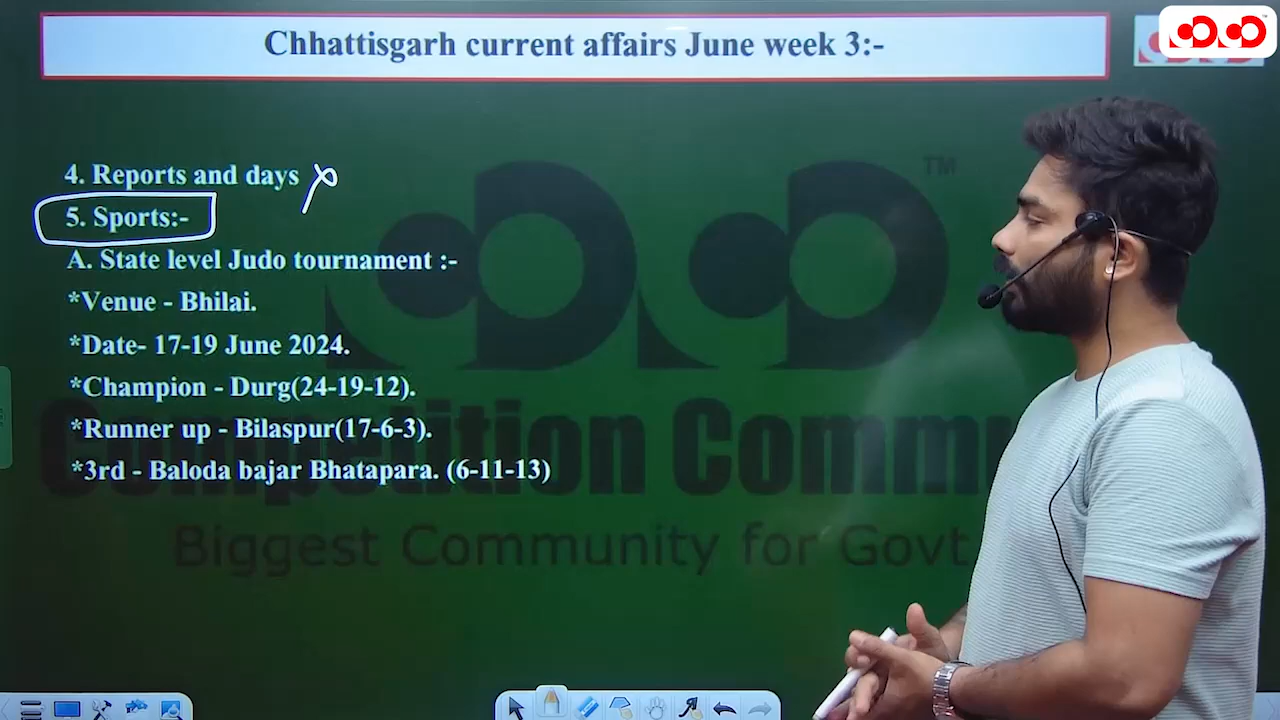 Chhattisgarh current affairs June week 3:-
4. Reports and days
5. Sports:-
A. State level Judo tournament :-
*Venue - Bhilai.
*Date- 17-19 June 2024.
*Champion - Durg(24-19-12).
*Runner up - Bilaspur(17-6-3).
*3rd - Baloda bajar Bhatapara. (6-11-13)
TM
Competition Commu
Biggest Community for Govt